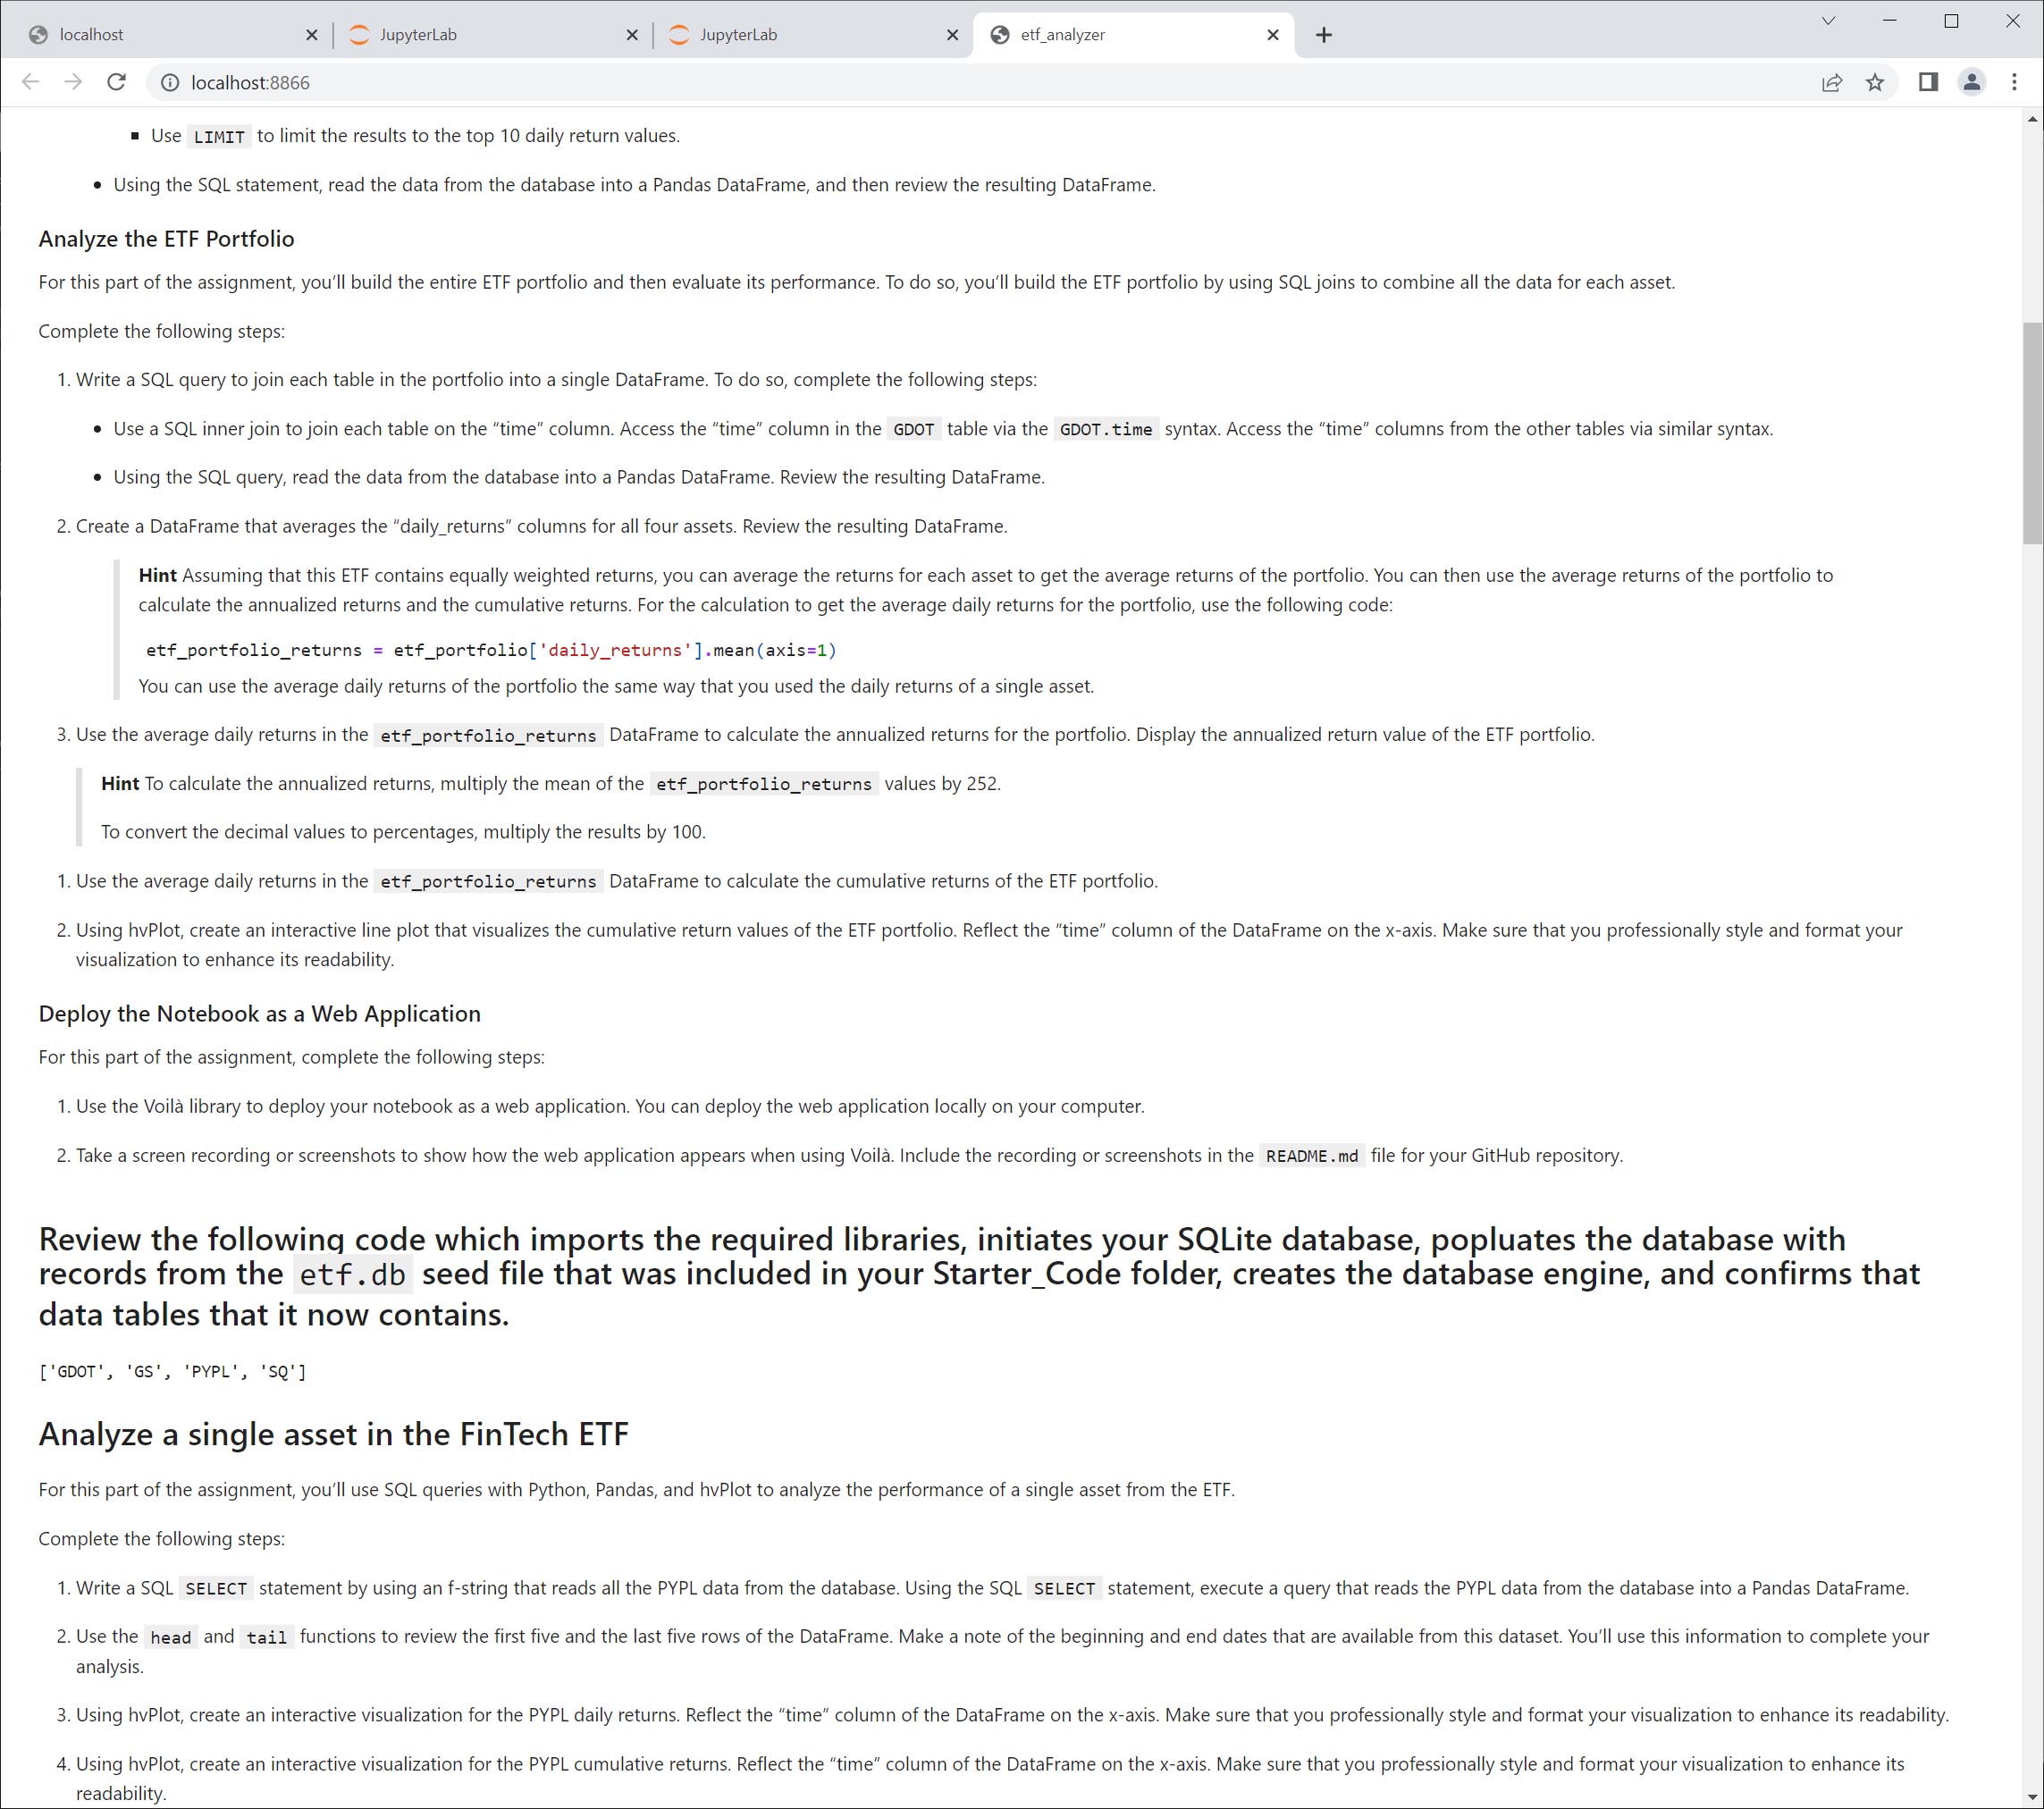 localhost
JupyterLab
JupyterLab
etf_analyzer
localhost:8866
Use LIMIT to limit the results to the top 10 daily return values.
Using the SQL statement, read the data from the database into a Pandas DataFrame, and then review the resulting DataFrame.
Analyze the ETF Portfolio
For this part of the assignment, you’ll build the entire ETF portfolio and then evaluate its performance. To do so, you’ll build the ETF portfolio by using SQL joins to combine all the data for each asset.
Complete the following steps:
1. Write a SQL query to join each table in the portfolio into a single DataFrame. To do so, complete the following steps:
Use a SQL inner join to join each table on the “time” column. Access the “time” column in the GDOT table via the GDOT.time syntax. Access the “time” columns from the other tables via similar syntax.
Using the SQL query, read the data from the database into a Pandas DataFrame. Review the resulting DataFrame.
2. Create a DataFrame that averages the “daily_returns” columns for all four assets. Review the resulting DataFrame.
Hint Assuming that this ETF contains equally weighted returns, you can average the returns for each asset to get the average returns of the portfolio. You can then use the average returns of the portfolio to
calculate the annualized returns and the cumulative returns. For the calculation to get the average daily returns for the portfolio, use the following code:
etf_portfolio_returns = etf_portfolio['daily_returns'].mean(axis=1)
You can use the average daily returns of the portfolio the same way that you used the daily returns of a single asset.
3. Use the average daily returns in the etf_portfolio_returns DataFrame to calculate the annualized returns for the portfolio. Display the annualized return value of the ETF portfolio.
Hint To calculate the annualized returns, multiply the mean of the etf_portfolio_returns values by 252.
To convert the decimal values to percentages, multiply the results by 100.
1. Use the average daily returns in the etf_portfolio_returns DataFrame to calculate the cumulative returns of the ETF portfolio.
2. Using hvPlot, create an interactive line plot that visualizes the cumulative return values of the ETF portfolio. Reflect the “time” column of the DataFrame on the x-axis. Make sure that you professionally style and format your
visualization to enhance its readability.
Deploy the Notebook as a Web Application
For this part of the assignment, complete the following steps:
1. Use the Voilà library to deploy your notebook as a web application. You can deploy the web application locally on your computer.
2. Take a screen recording or screenshots to show how the web application appears when using Voilà. Include the recording or screenshots in the README.md file for your GitHub repository.
Review the following code which imports the required libraries, initiates your SQLite database, popluates the database with
records from the etf.db seed file that was included in your Starter_Code folder, creates the database engine, and confirms that
data tables that it now contains.
['GDOT', 'GS', 'PYPL', 'SQ']
Analyze a single asset in the FinTech ETF
For this part of the assignment, you’ll use SQL queries with Python, Pandas, and hvPlot to analyze the performance of a single asset from the ETF.
Complete the following steps:
1. Write a SQL SELECT statement by using an f-string that reads all the PYPL data from the database. Using the SQL SELECT statement, execute a query that reads the PYPL data from the database into a Pandas DataFrame.
2. Use the head and tail functions to review the first five and the last five rows of the DataFrame. Make a note of the beginning and end dates that are available from this dataset. You’ll use this information to complete your
analysis.
3. Using hvPlot, create an interactive visualization for the PYPL daily returns. Reflect the “time” column of the DataFrame on the x-axis. Make sure that you professionally style and format your visualization to enhance its readability.
4. Using hvPlot, create an interactive visualization for the PYPL cumulative returns. Reflect the “time” column of the DataFrame on the x-axis. Make sure that you professionally style and format your visualization to enhance its
readability.